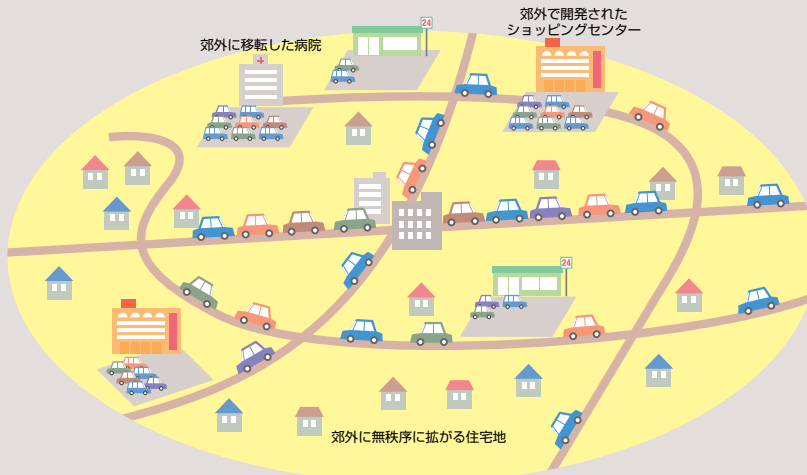 郊外に移転した病院
24
郊外で開発された
ショッピングセンター
24
郊外に無秩序に拡がる住宅地